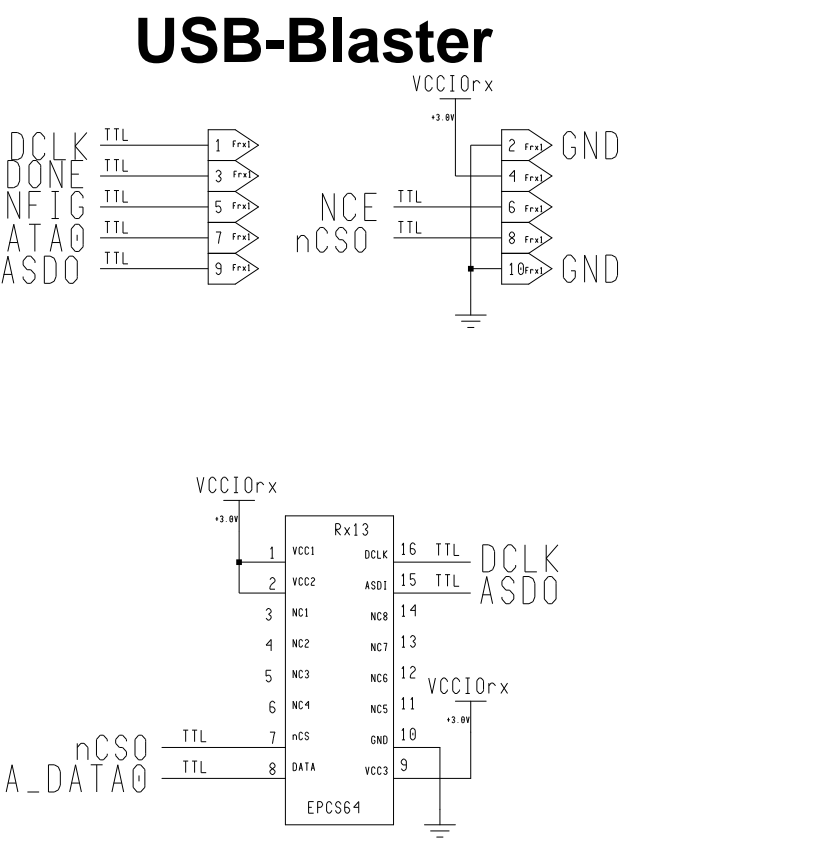 USB-Blaster
VCCIOrx
+3.0V
DCLK TTL 1 Frx1
DONE TTL 3 Frx1
NFIG TTL 5 Frx1
ATA0 TTL 7 Frx1
ASDO TTL 9 Frx1
2 Frx1 GND
4 Frx1
NCE TTL 6 Frx1
nCSO TTL 8 Frx1
10 Frx1 GND
VCCIOrx
+3.0V
Rx13
1 VCC1 DCLK 16 TTL DCLK
2 VCC2 ASDI 15 TTL ASDO
3 NC1 NC8 14
4 NC2 NC7 13
5 NC3 NC6 12
VCCIOrx
+3.0V
6 NC4 NC5 11
nCSO TTL 7 nCS GND 10
A_DATA0 TTL 8 DATA VCC3 9
EPCS64